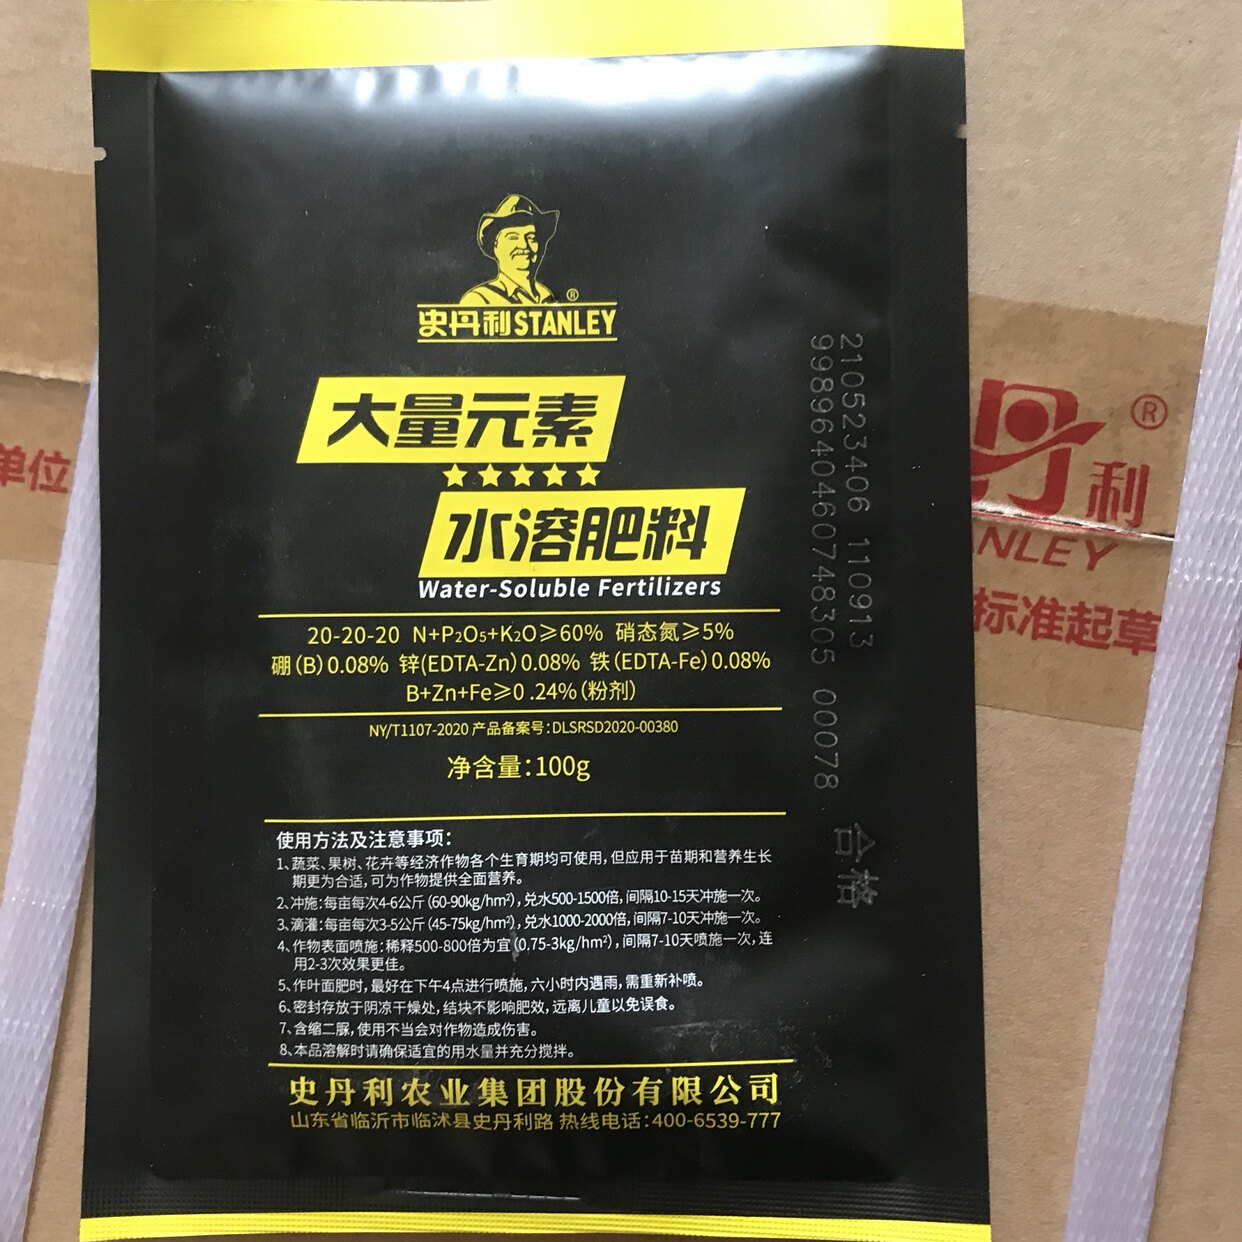 史丹利STANLEY®
大量元素
水溶肥料
Water-Soluble Fertilizers
20-20-20 N+P₂O₅+K₂O≥60% 硝态氮≥5%
硼(B)0.08% 锌(EDTA-Zn)0.08% 铁(EDTA-Fe)0.08%
B+Zn+Fe≥0.24%(粉剂)
NY/T1107-2020 产品备案号:DLSRSD2020-00380
净含量:100g
使用方法及注意事项:
1、蔬菜、果树、花卉等经济作物各个生育期均可使用,但应用于苗期和营养生长
期更为合适,可为作物提供全面营养。
2、冲施:每亩每次4-6公斤(60-90kg/hm²),兑水500-1500倍,间隔10-15天冲施一次。
3、滴灌:每亩每次3-5公斤(45-75kg/hm²),兑水1000-2000倍,间隔7-10天冲施一次。
4、作物表面喷施:稀释500-800倍为宜(0.75-3kg/hm²),间隔7-10天喷施一次,连
用2-3次效果更佳。
5、作叶面肥时,最好在下午4点进行喷施,六小时内遇雨,需重新补喷。
6、密封存放于阴凉干燥处,结块不影响肥效,远离儿童以免误食。
7、含缩二脲,使用不当会对作物造成伤害。
8、本品溶解时请确保适宜的用水量并充分搅拌。
史丹利农业集团股份有限公司
山东省临沂市临沭县史丹利路 热线电话:400-6539-777
210523406 110913
9989640460748305 00078 合格
单位
丹利®
NLEY
标准起草